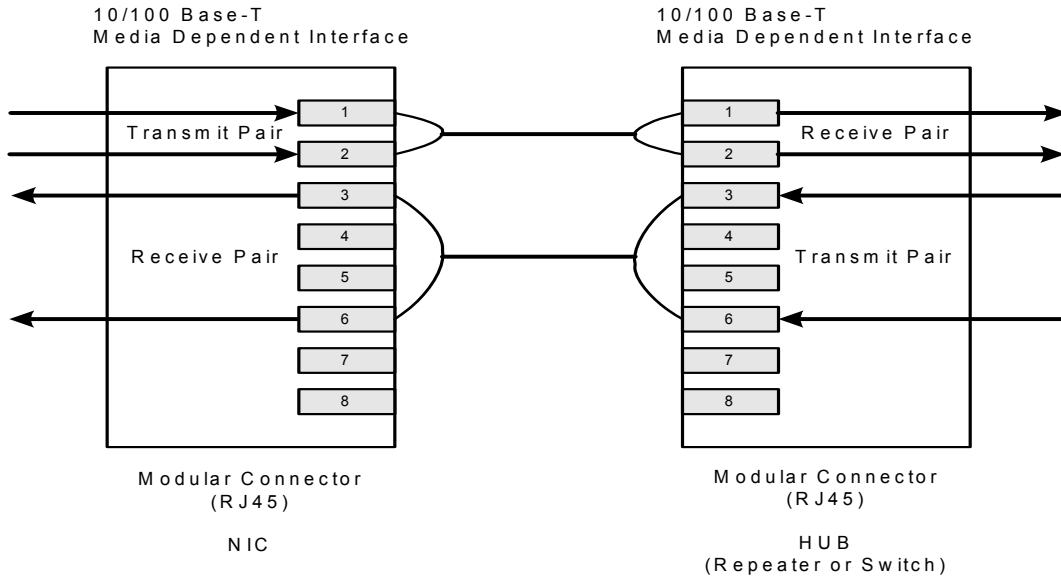 10/100 Base-T
Media Dependent Interface
1
Transmit Pair
2
3
4
Receive Pair
5
6
7
8
Modular Connector
(RJ45)
NIC
10/100 Base-T
Media Dependent Interface
1
Receive Pair
2
3
4
Transmit Pair
5
6
7
8
Modular Connector
(RJ45)
HUB
(Repeater or Switch)